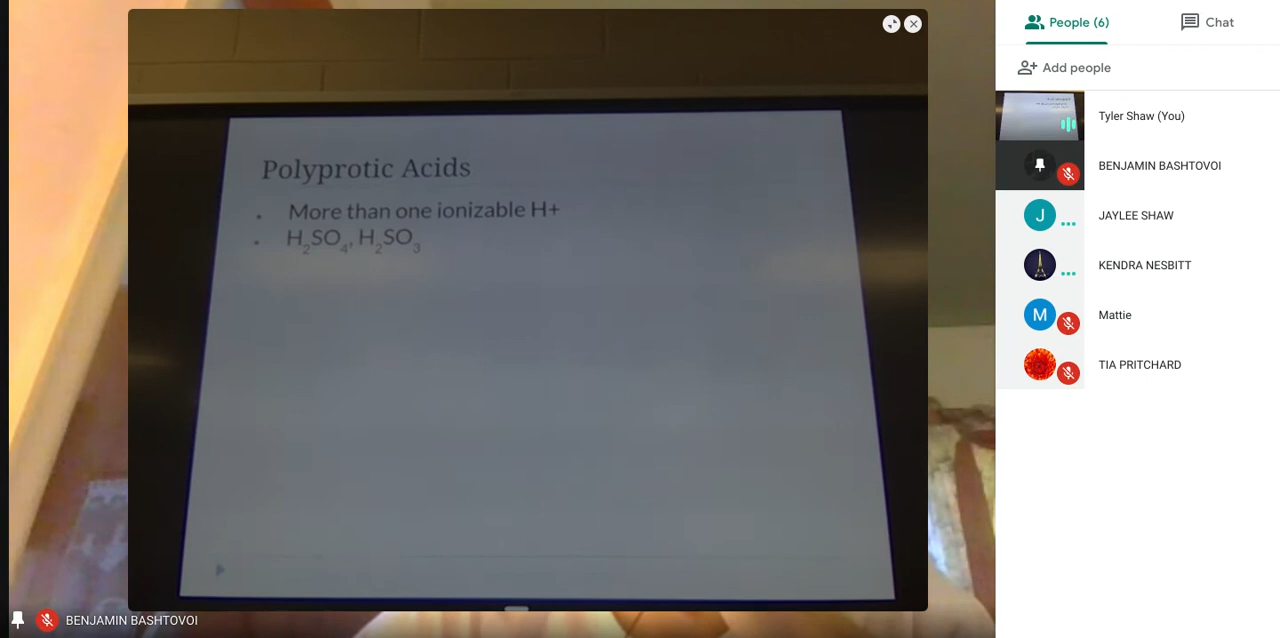 Polyprotic Acids
• More than one ionizable H+
• H₂SO₄, H₂SO₃
BENJAMIN BASHTOVOI
People (6)
Chat
Add people
Tyler Shaw (You)
BENJAMIN BASHTOVOI
J
JAYLEE SHAW
KENDRA NESBITT
M
Mattie
TIA PRITCHARD